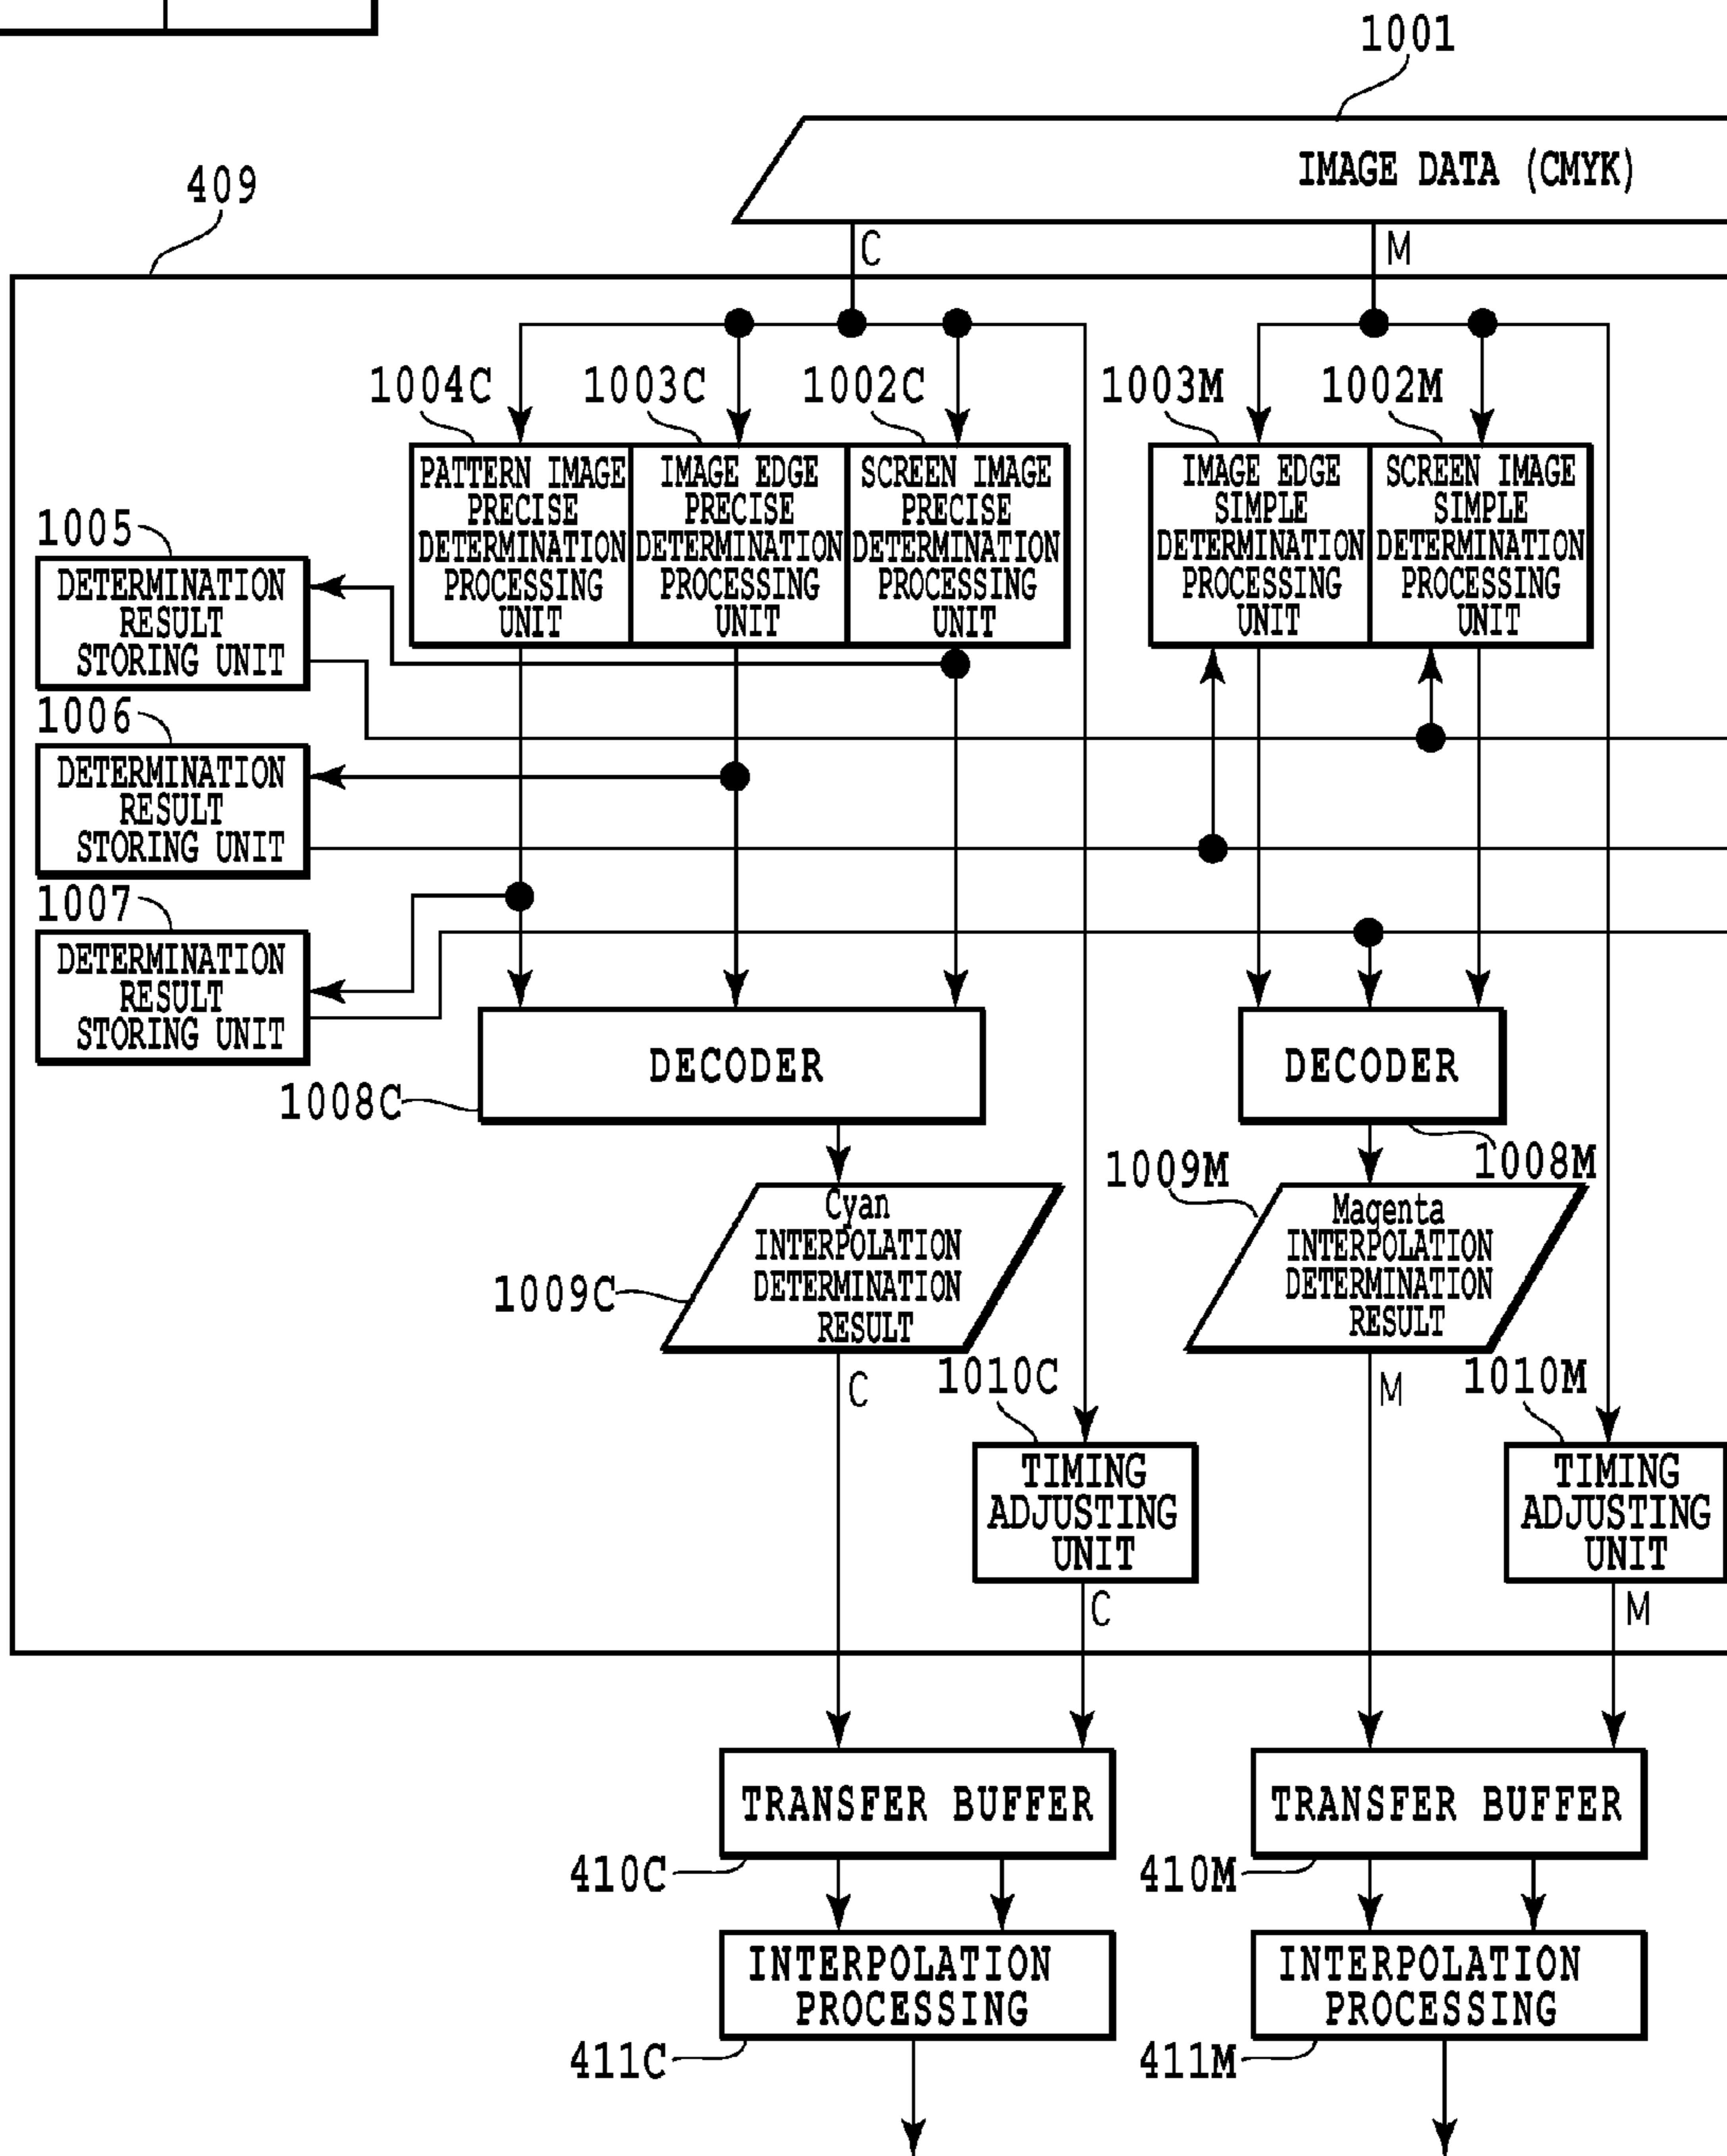 1001
IMAGE DATA (CMYK)
409
C
M
1004C
1003C
1002C
1003M
1002M
PATTERN IMAGE
PRECISE
DETERMINATION
PROCESSING
UNIT
IMAGE EDGE
PRECISE
DETERMINATION
PROCESSING
UNIT
SCREEN IMAGE
PRECISE
DETERMINATION
PROCESSING
UNIT
IMAGE EDGE
SIMPLE
DETERMINATION
PROCESSING
UNIT
SCREEN IMAGE
SIMPLE
DETERMINATION
PROCESSING
UNIT
1005
DETERMINATION
RESULT
STORING UNIT
1006
DETERMINATION
RESULT
STORING UNIT
1007
DETERMINATION
RESULT
STORING UNIT
DECODER
1008C
DECODER
1008M
Cyan
INTERPOLATION
DETERMINATION
RESULT
1009C
1009M
Magenta
INTERPOLATION
DETERMINATION
RESULT
C
1010C
M
1010M
TIMING
ADJUSTING
UNIT
TIMING
ADJUSTING
UNIT
C
M
TRANSFER BUFFER
410C
TRANSFER BUFFER
410M
INTERPOLATION
PROCESSING
411C
INTERPOLATION
PROCESSING
411M